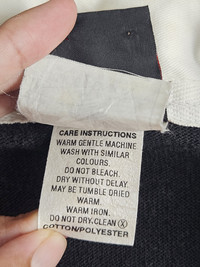 CARE INSTRUCTIONS
WARM GENTLE MACHINE
WASH WITH SIMILAR
COLOURS.
DO NOT BLEACH.
DRY WITHOUT DELAY.
MAY BE TUMBLE DRIED
WARM.
WARM IRON.
DO NOT DRY.CLEAN Ⓧ
COTTON/POLYESTER